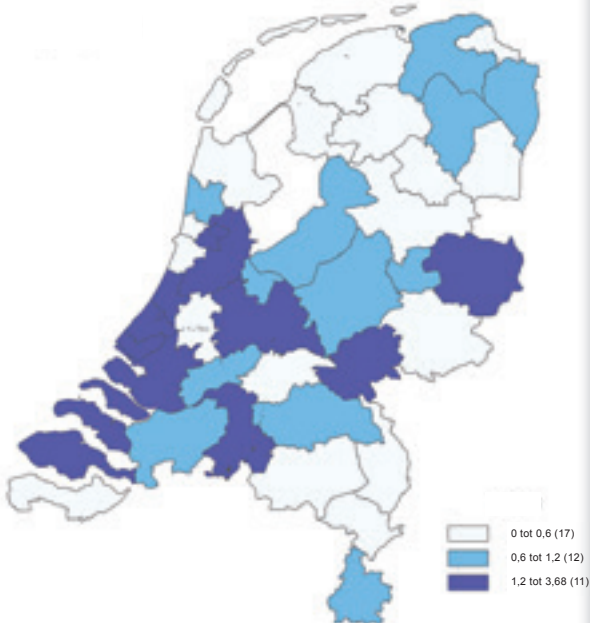 0 tot 0,6 (17)
0,6 tot 1,2 (12)
1,2 tot 3,68 (11)